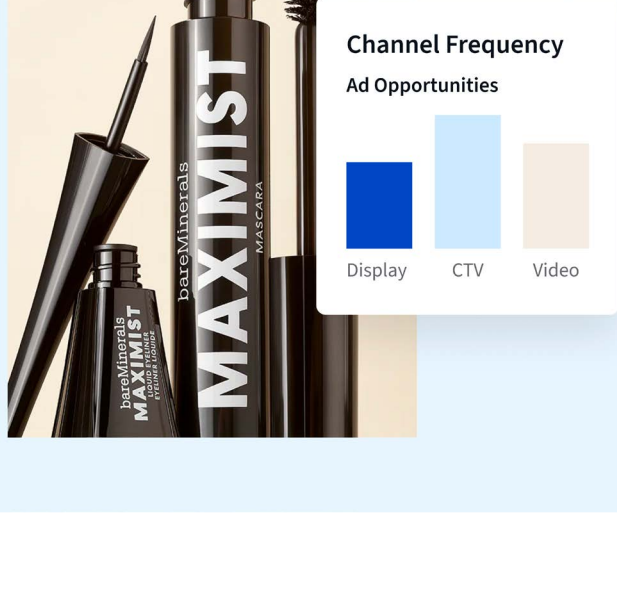 Channel Frequency
Ad Opportunities
Display CTV Video
bareMinerals
MAXIMIST
MASCARA
bareMinerals
MAXIMIST
LIQUID EYELINER
EYELINER LIQUIDE